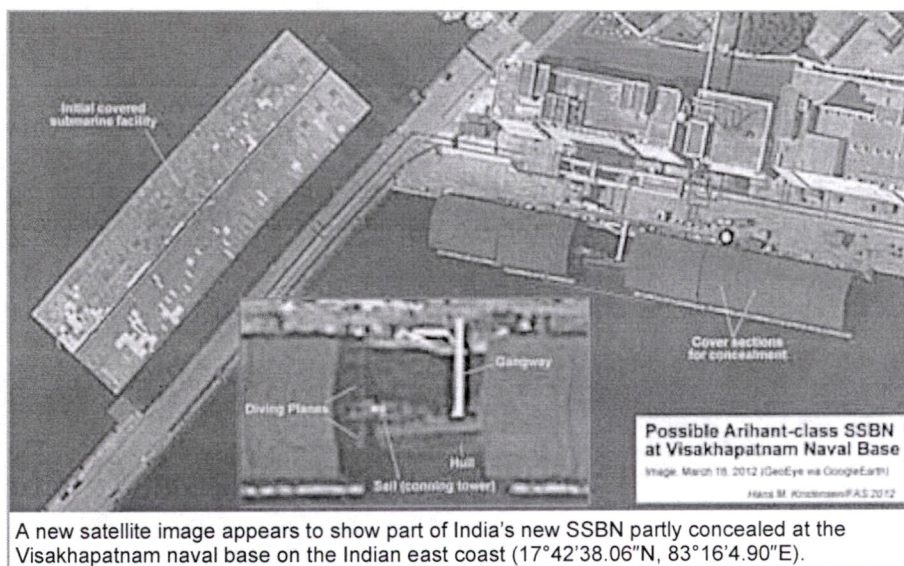 Initial covered
submarine facility
Cover sections
for concealment
Gangway
Diving Planes
Hull
Sail (conning tower)
Possible Arihant-class SSBN
at Visakhapatnam Naval Base
Image: March 18, 2012 (GeoEye via GoogleEarth)
Hans M. Kristensen/FAS 2012
A new satellite image appears to show part of India's new SSBN partly concealed at the
Visakhapatnam naval base on the Indian east coast (17°42'38.06"N, 83°16'4.90"E).